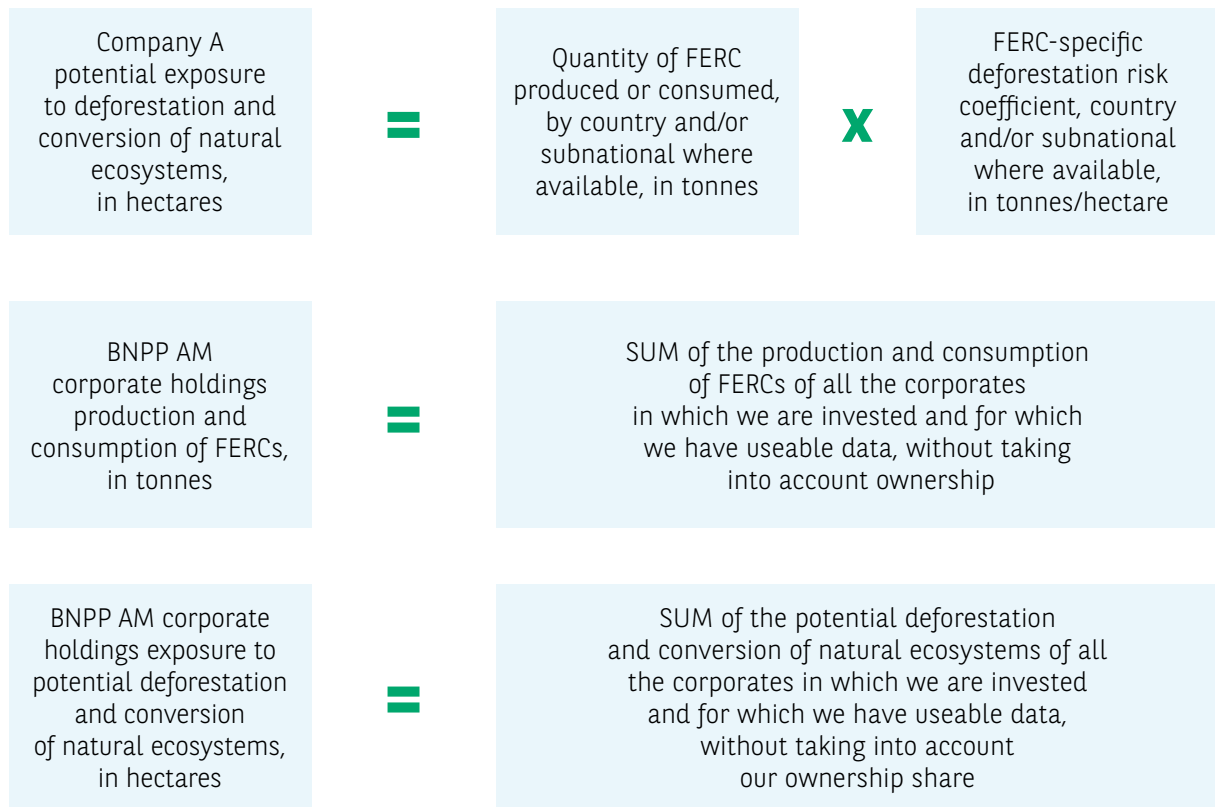 Company A
potential exposure
to deforestation and
conversion of natural
ecosystems,
in hectares
=
Quantity of FERC
produced or consumed,
by country and/or
subnational where
available, in tonnes
X
FERC-specific
deforestation risk
coefficient, country
and/or subnational
where available,
in tonnes/hectare
BNPP AM
corporate holdings
production and
consumption of FERCs,
in tonnes
=
SUM of the production and consumption
of FERCs of all the corporates
in which we are invested and for which
we have useable data, without taking
into account ownership
BNPP AM corporate
holdings exposure to
potential deforestation
and conversion
of natural ecosystems,
in hectares
=
SUM of the potential deforestation
and conversion of natural ecosystems of all
the corporates in which we are invested
and for which we have useable data,
without taking into account
our ownership share